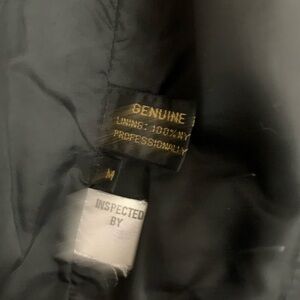 GENUINE
LINING: 100% NY
PROFESSIONALLY
M
INSPECTED
BY